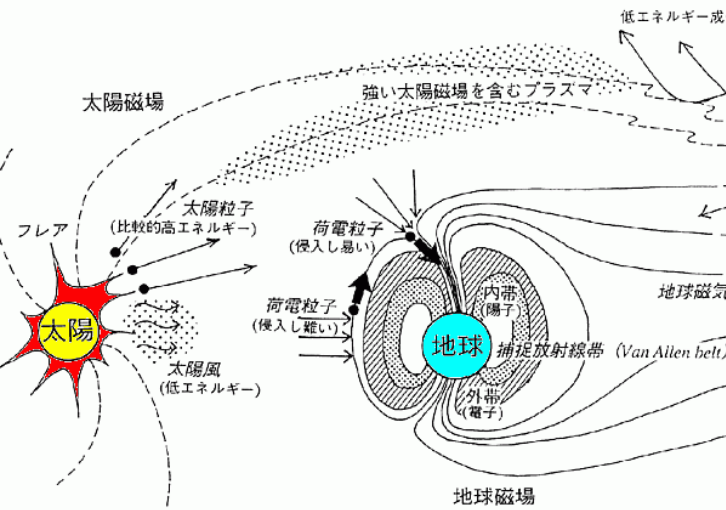 低エネルギー成
太陽磁場
強い太陽磁場を含むプラズマ
太陽粒子
(比較的高エネルギー)
フレア
荷電粒子
(侵入し易い)
荷電粒子
(侵入し難い)
内帯
(陽子)
地球磁気
太陽
地球
捕捉放射線帯 (Van Allen belt)
太陽風
(低エネルギー)
外帯
(電子)
地球磁場